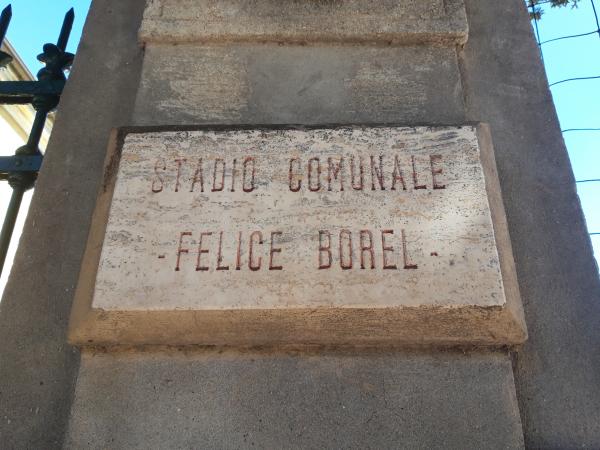 STADIO COMUNALE
- FELICE BOREL -